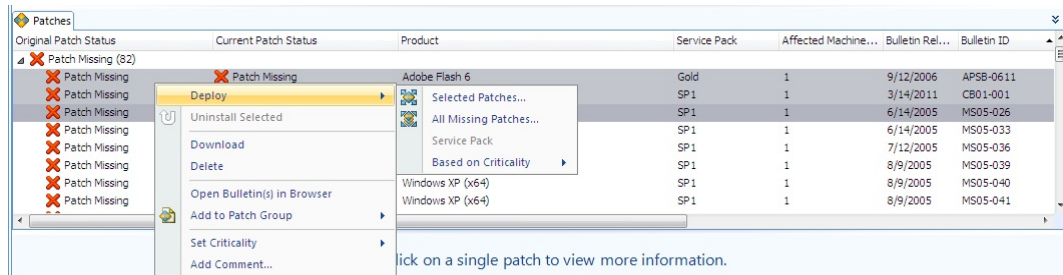 Patches
Original Patch Status Current Patch Status Product Service Pack Affected Machine... Bulletin Rel... Bulletin ID
Patch Missing (82)
Patch Missing Patch Missing Adobe Flash 6 Gold 1 9/12/2006 APSB-0611
Patch Missing Deploy Selected Patches... SP1 1 3/14/2011 CB01-001
Patch Missing Uninstall Selected All Missing Patches... SP1 1 6/14/2005 MS05-026
Patch Missing Download Service Pack SP1 1 6/14/2005 MS05-033
Patch Missing Delete Based on Criticality SP1 1 7/12/2005 MS05-036
Patch Missing SP1 1 8/9/2005 MS05-039
Patch Missing Open Bulletin(s) in Browser Windows XP (x64) SP1 1 8/9/2005 MS05-040
Patch Missing Add to Patch Group Windows XP (x64) SP1 1 8/9/2005 MS05-041
Set Criticality
Add Comment... lick on a single patch to view more information.